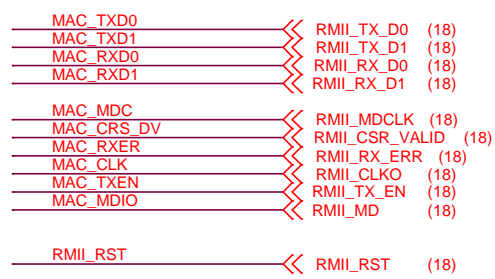 MAC_TXD0 RMII_TX_D0 (18)
MAC_TXD1 RMII_TX_D1 (18)
MAC_RXD0 RMII_RX_D0 (18)
MAC_RXD1 RMII_RX_D1 (18)
MAC_MDC RMII_MDCLK (18)
MAC_CRS_DV RMII_CSR_VALID (18)
MAC_RXER RMII_RX_ERR (18)
MAC_CLK RMII_CLKO (18)
MAC_TXEN RMII_TX_EN (18)
MAC_MDIO RMII_MD (18)
RMII_RST RMII_RST (18)